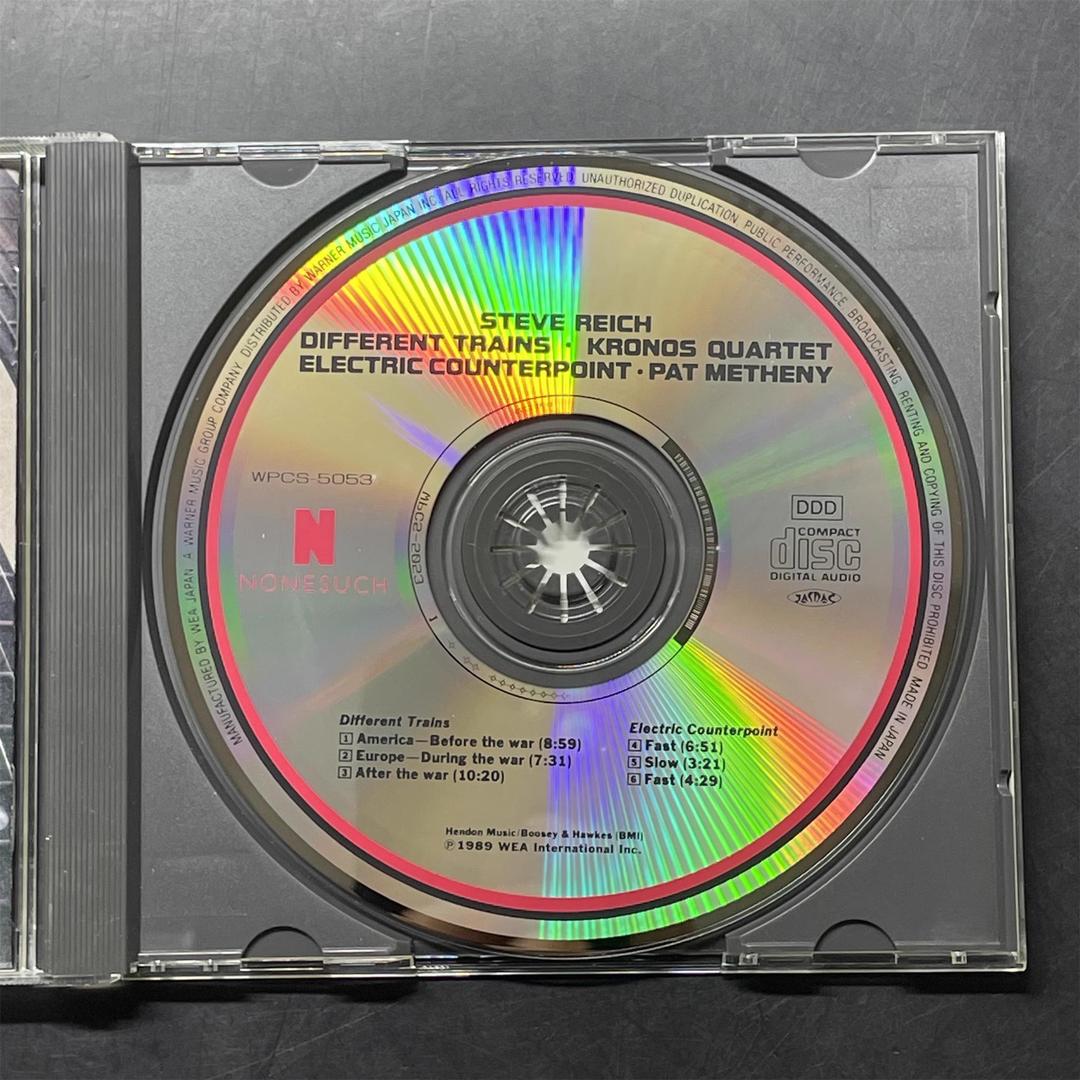 MANUFACTURED BY WEA JAPAN A WARNER MUSIC GROUP COMPANY DISTRIBUTED BY WARNER MUSIC JAPAN INC. ALL RIGHTS RESERVED UNAUTHORIZED DUPLICATION PUBLIC PERFORMANCE BROADCASTING RENTING AND COPYING OF THIS DISC PROHIBITED MADE IN JAPAN
STEVE REICH
DIFFERENT TRAINS · KRONOS QUARTET
ELECTRIC COUNTERPOINT · PAT METHENY
WPCS-5053
N
NONESUCH
DDD
COMPACT
disc
DIGITAL AUDIO
JASRAC
WPCS-5053
1
Different Trains
1 America—Before the war (8:59)
2 Europe—During the war (7:31)
3 After the war (10:20)
Electric Counterpoint
4 Fast (6:51)
5 Slow (3:21)
6 Fast (4:29)
Hendon Music/Boosey & Hawkes (BMI)
℗ 1989 WEA International Inc.